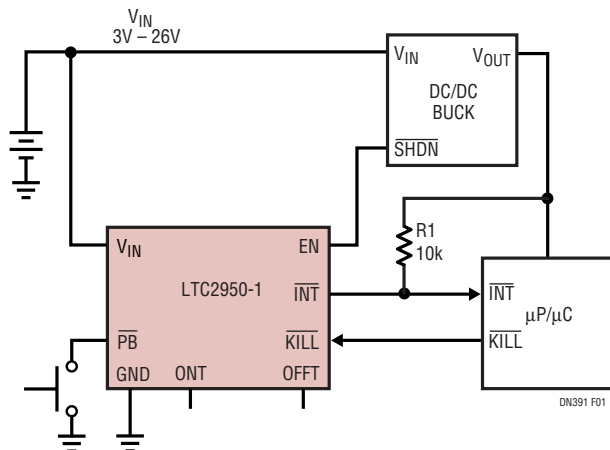 VIN
3V – 26V
VIN
VOUT
DC/DC
BUCK
SHDN
R1
10k
VIN
EN
LTC2950-1
INT
INT
µP/µC
PB
KILL
KILL
GND
ONT
OFFT
DN391 F01